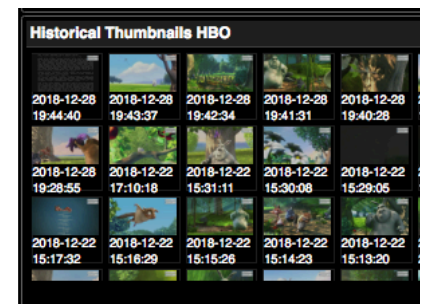 Historical Thumbnails HBO
2018-12-28 2018-12-28 2018-12-28 2018-12-28 2018-12-28
19:44:40 19:43:37 19:42:34 19:41:31 19:40:28
2018-12-28 2018-12-22 2018-12-22 2018-12-22 2018-12-22
19:28:55 17:10:18 15:31:11 15:30:08 15:29:05
2018-12-22 2018-12-22 2018-12-22 2018-12-22 2018-12-22
15:17:32 15:16:29 15:15:26 15:14:23 15:13:20